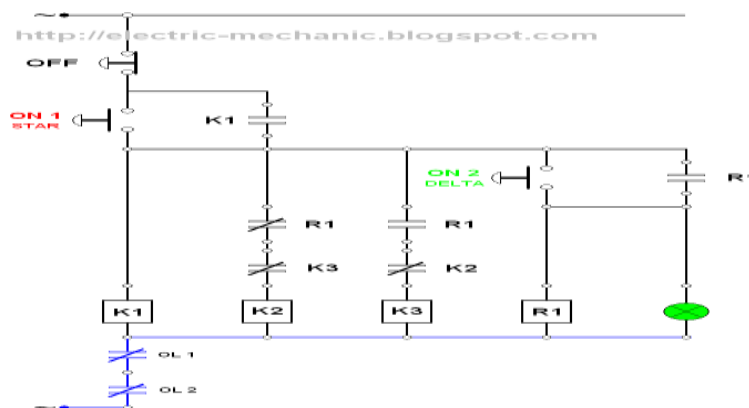 ~
http://electric-mechanic.blogspot.com
OFF
ON 1
STAR
K1
ON 2
DELTA
R1
R1
R1
K3
K2
K1
K2
K3
R1
OL 1
OL 2
~